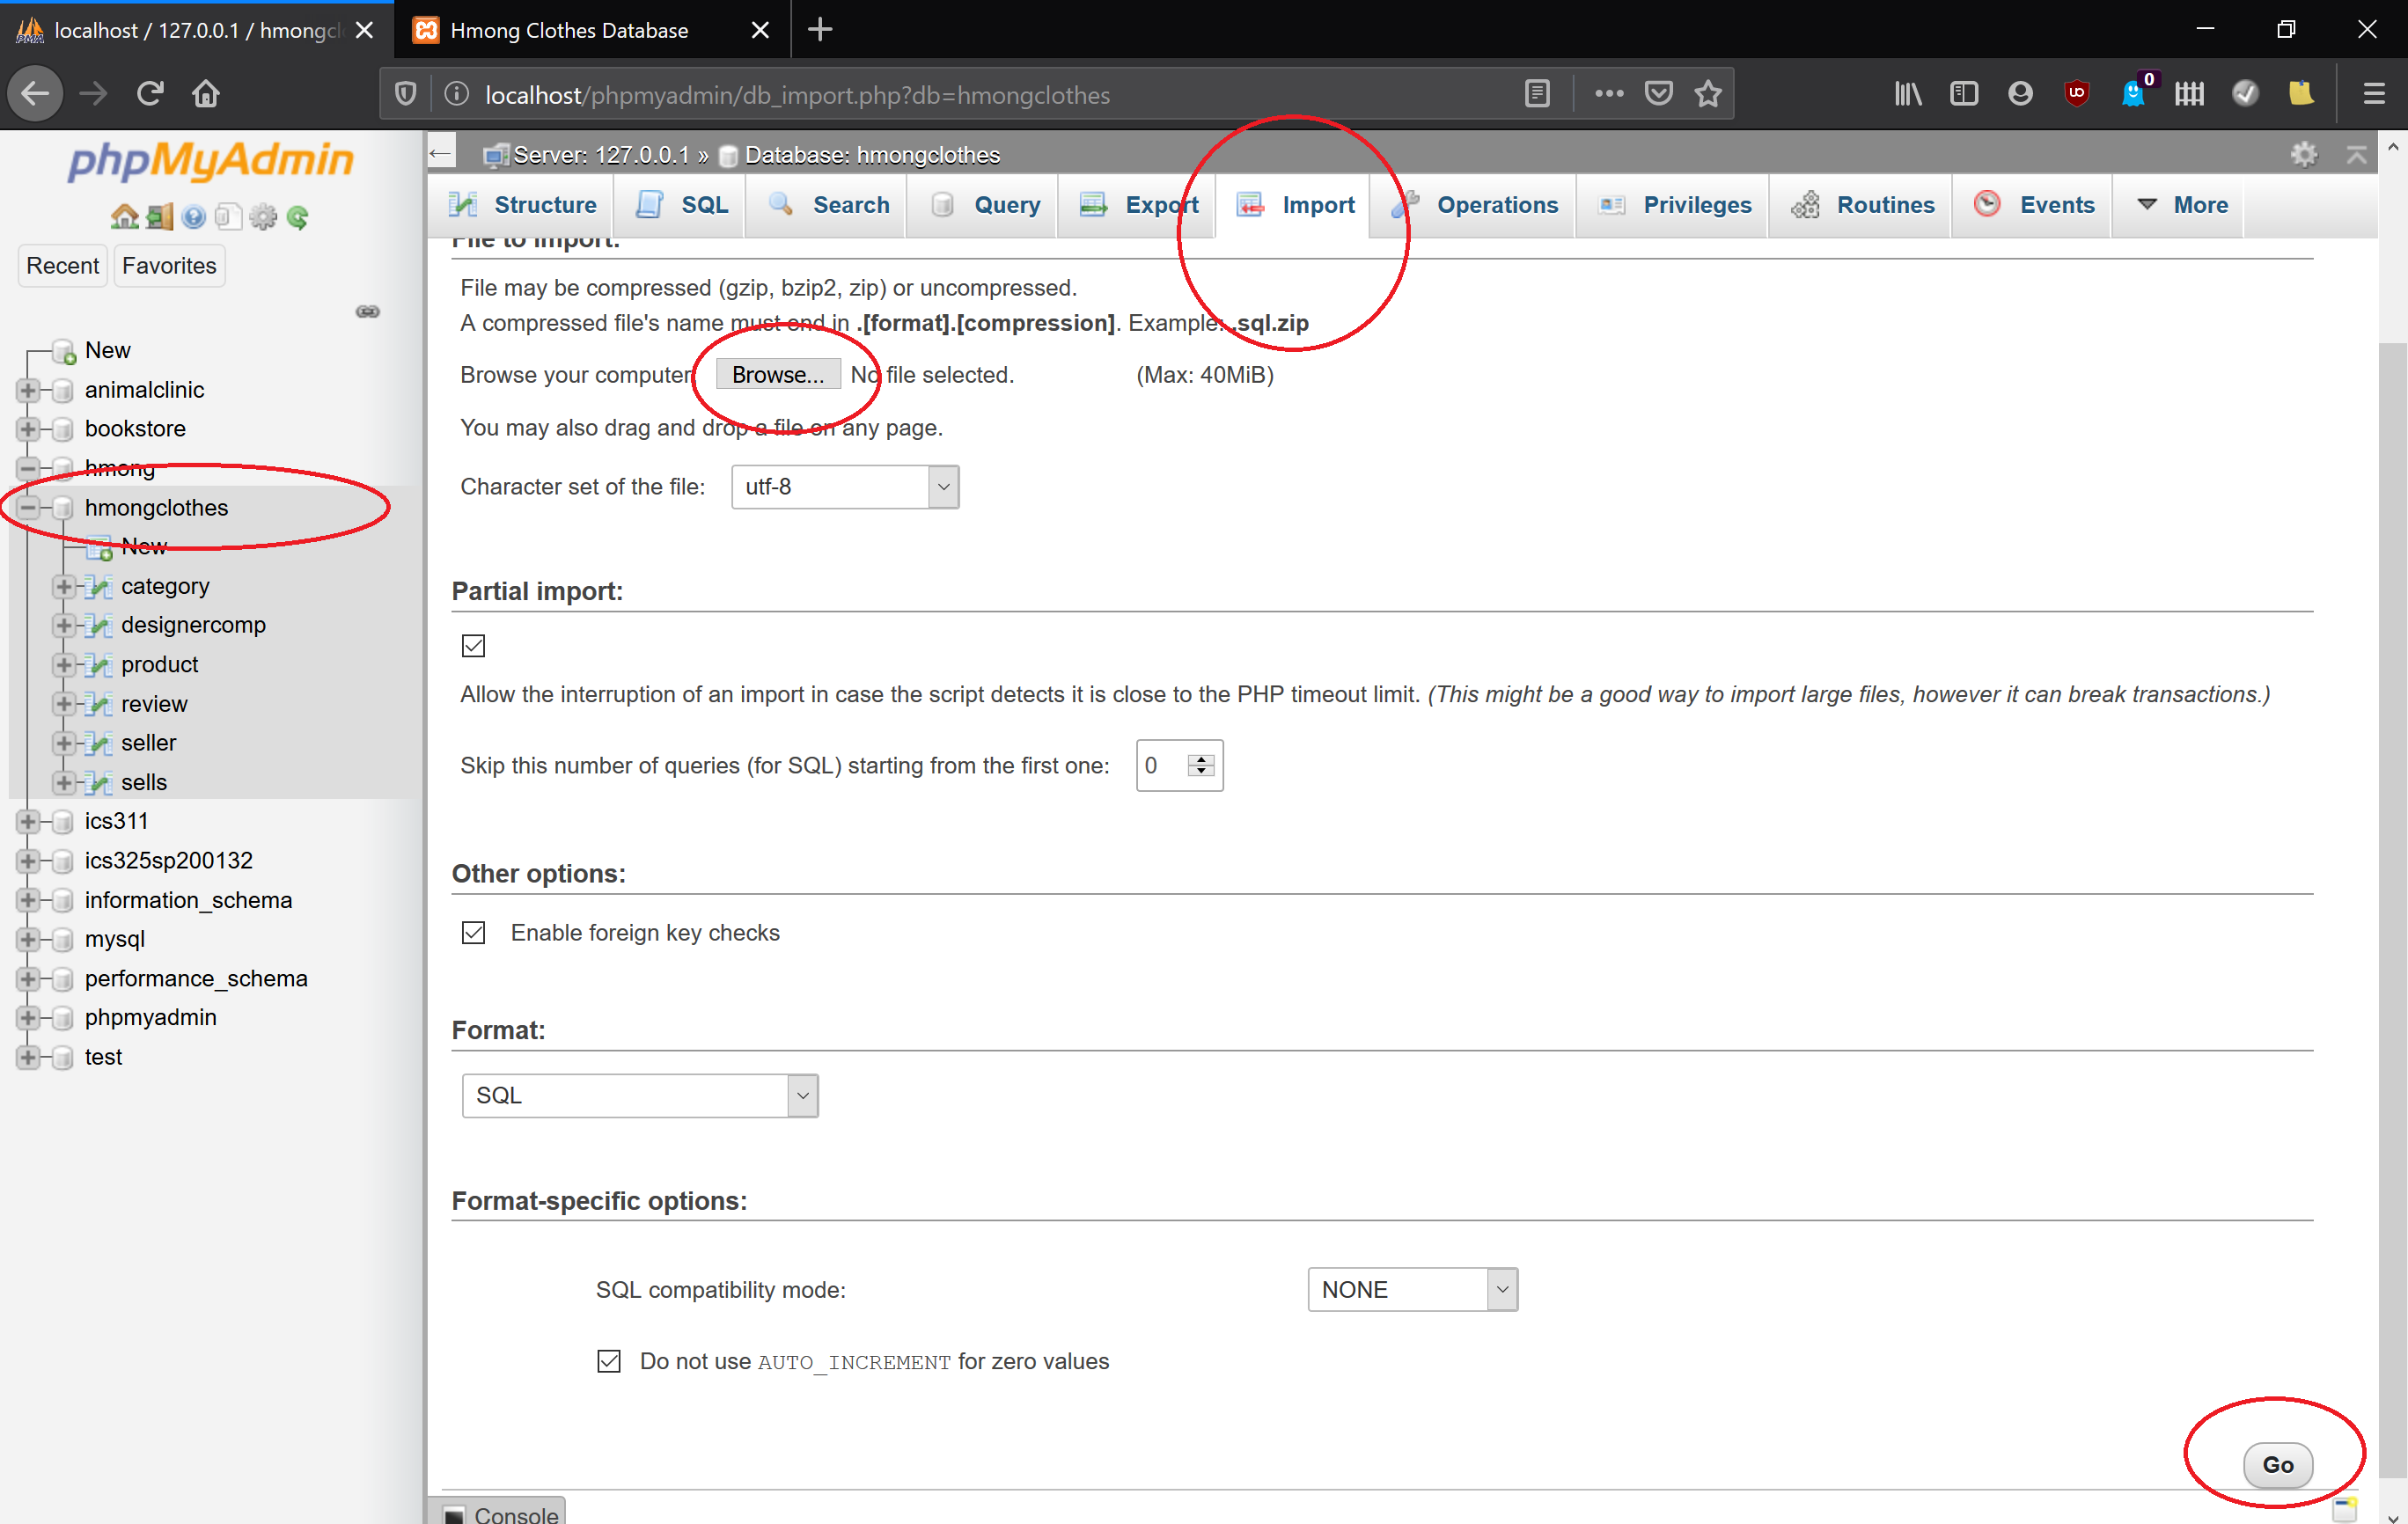 localhost / 127.0.0.1 / hmongcl
Hmong Clothes Database
localhost/phpmyadmin/db_import.php?db=hmongclothes
0
phpMyAdmin
Recent
Favorites
New
animalclinic
bookstore
hmong
hmongclothes
New
category
designercomp
product
review
seller
sells
ics311
ics325sp200132
information_schema
mysql
performance_schema
phpmyadmin
test
Server: 127.0.0.1 » Database: hmongclothes
Structure
SQL
Search
Query
Export
Import
Operations
Privileges
Routines
Events
More
File to import:
File may be compressed (gzip, bzip2, zip) or uncompressed.
A compressed file's name must end in .[format].[compression]. Example: .sql.zip
Browse your computer Browse... No file selected. (Max: 40MiB)
You may also drag and drop a file on any page.
Character set of the file: utf-8
Partial import:
Allow the interruption of an import in case the script detects it is close to the PHP timeout limit. (This might be a good way to import large files, however it can break transactions.)
Skip this number of queries (for SQL) starting from the first one: 0
Other options:
Enable foreign key checks
Format:
SQL
Format-specific options:
SQL compatibility mode: NONE
Do not use AUTO_INCREMENT for zero values
Go
Console